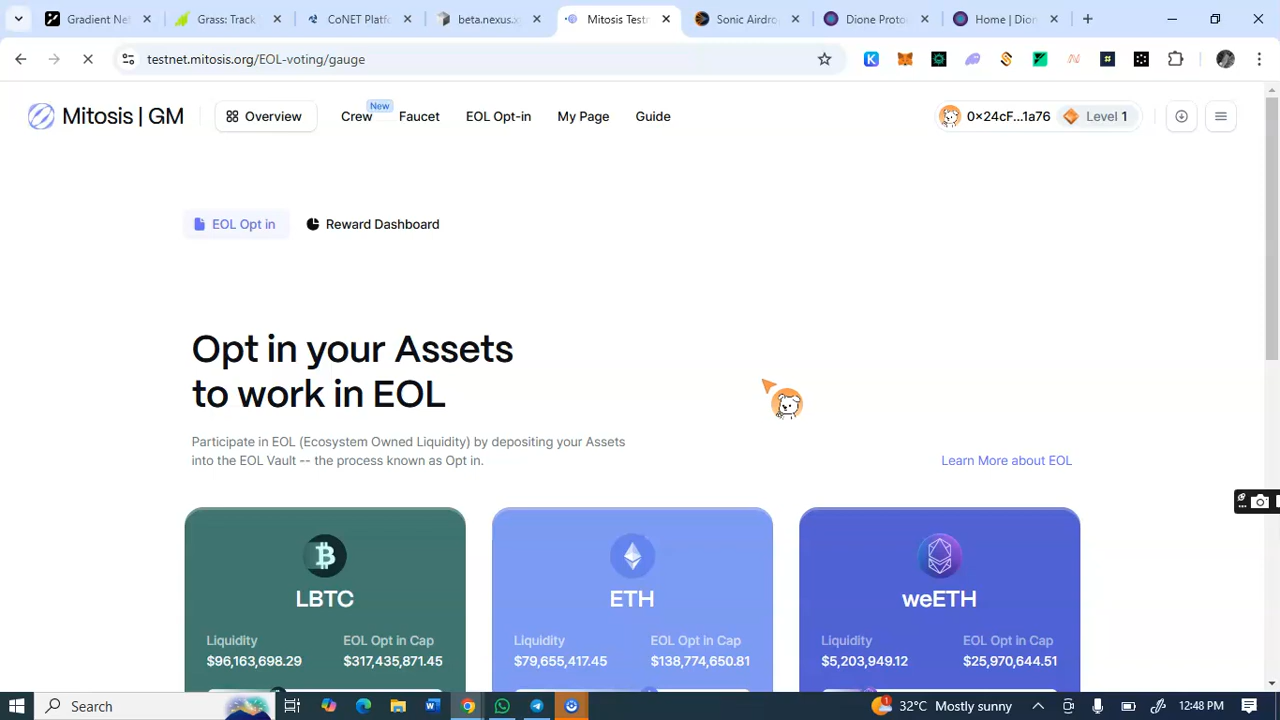 Gradient Net
Grass: Track
CoNET Platf
beta.nexus.x
Mitosis Testn
Sonic Airdro
Dione Proto
Home | Dion
testnet.mitosis.org/EOL-voting/gauge
Mitosis | GM
Overview
Crew
New
Faucet
EOL Opt-in
My Page
Guide
0×24cF...1a76
Level 1
EOL Opt in
Reward Dashboard
Opt in your Assets
to work in EOL
Participate in EOL (Ecosystem Owned Liquidity) by depositing your Assets
into the EOL Vault -- the process known as Opt in.
Learn More about EOL
LBTC
Liquidity
EOL Opt in Cap
$96,163,698.29
$317,435,871.45
ETH
Liquidity
EOL Opt in Cap
$79,655,417.45
$138,774,650.81
weETH
Liquidity
EOL Opt in Cap
$5,203,949.12
$25,970,644.51
Search
1
32°C Mostly sunny
12:48 PM